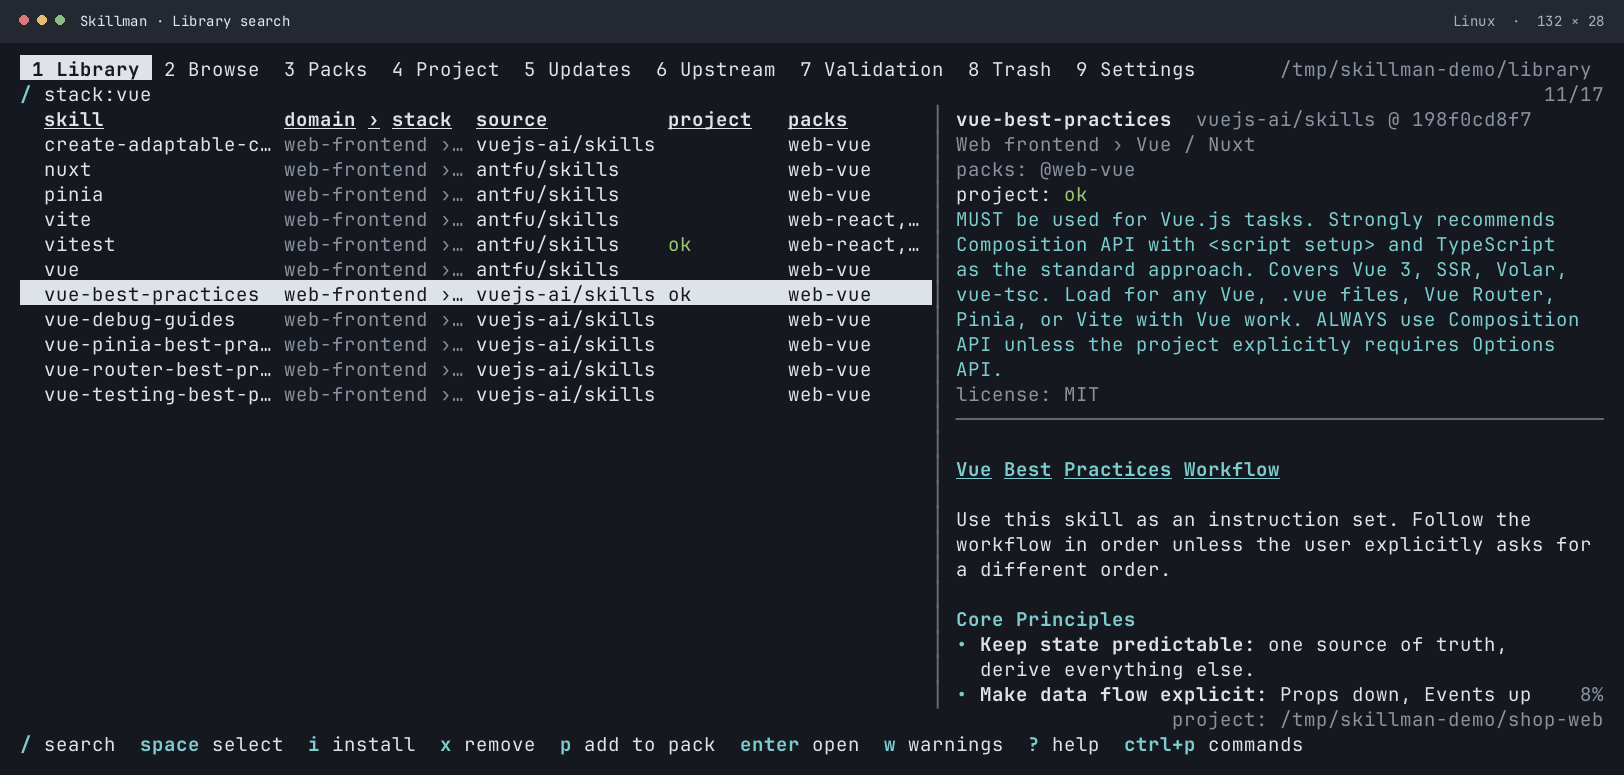 Skillman · Library search Linux · 132 × 28
1 Library 2 Browse 3 Packs 4 Project 5 Updates 6 Upstream 7 Validation 8 Trash 9 Settings /tmp/skillman-demo/library
/ stack:vue 11/17
skill domain › stack source project packs
create-adaptable-c… web-frontend ›… vuejs-ai/skills web-vue
nuxt web-frontend ›… antfu/skills web-vue
pinia web-frontend ›… antfu/skills web-vue
vite web-frontend ›… antfu/skills web-react,…
vitest web-frontend ›… antfu/skills ok web-react,…
vue web-frontend ›… antfu/skills web-vue
vue-best-practices web-frontend ›… vuejs-ai/skills ok web-vue
vue-debug-guides web-frontend ›… vuejs-ai/skills web-vue
vue-pinia-best-pra… web-frontend ›… vuejs-ai/skills web-vue
vue-router-best-pr… web-frontend ›… vuejs-ai/skills web-vue
vue-testing-best-p… web-frontend ›… vuejs-ai/skills web-vue
vue-best-practices vuejs-ai/skills @ 198f0cd8f7
Web frontend › Vue / Nuxt
packs: @web-vue
project: ok
MUST be used for Vue.js tasks. Strongly recommends
Composition API with <script setup> and TypeScript
as the standard approach. Covers Vue 3, SSR, Volar,
vue-tsc. Load for any Vue, .vue files, Vue Router,
Pinia, or Vite with Vue work. ALWAYS use Composition
API unless the project explicitly requires Options
API.
license: MIT
Vue Best Practices Workflow
Use this skill as an instruction set. Follow the
workflow in order unless the user explicitly asks for
a different order.
Core Principles
• Keep state predictable: one source of truth,
derive everything else.
• Make data flow explicit: Props down, Events up 8%
project: /tmp/skillman-demo/shop-web
/ search space select i install x remove p add to pack enter open w warnings ? help ctrl+p commands